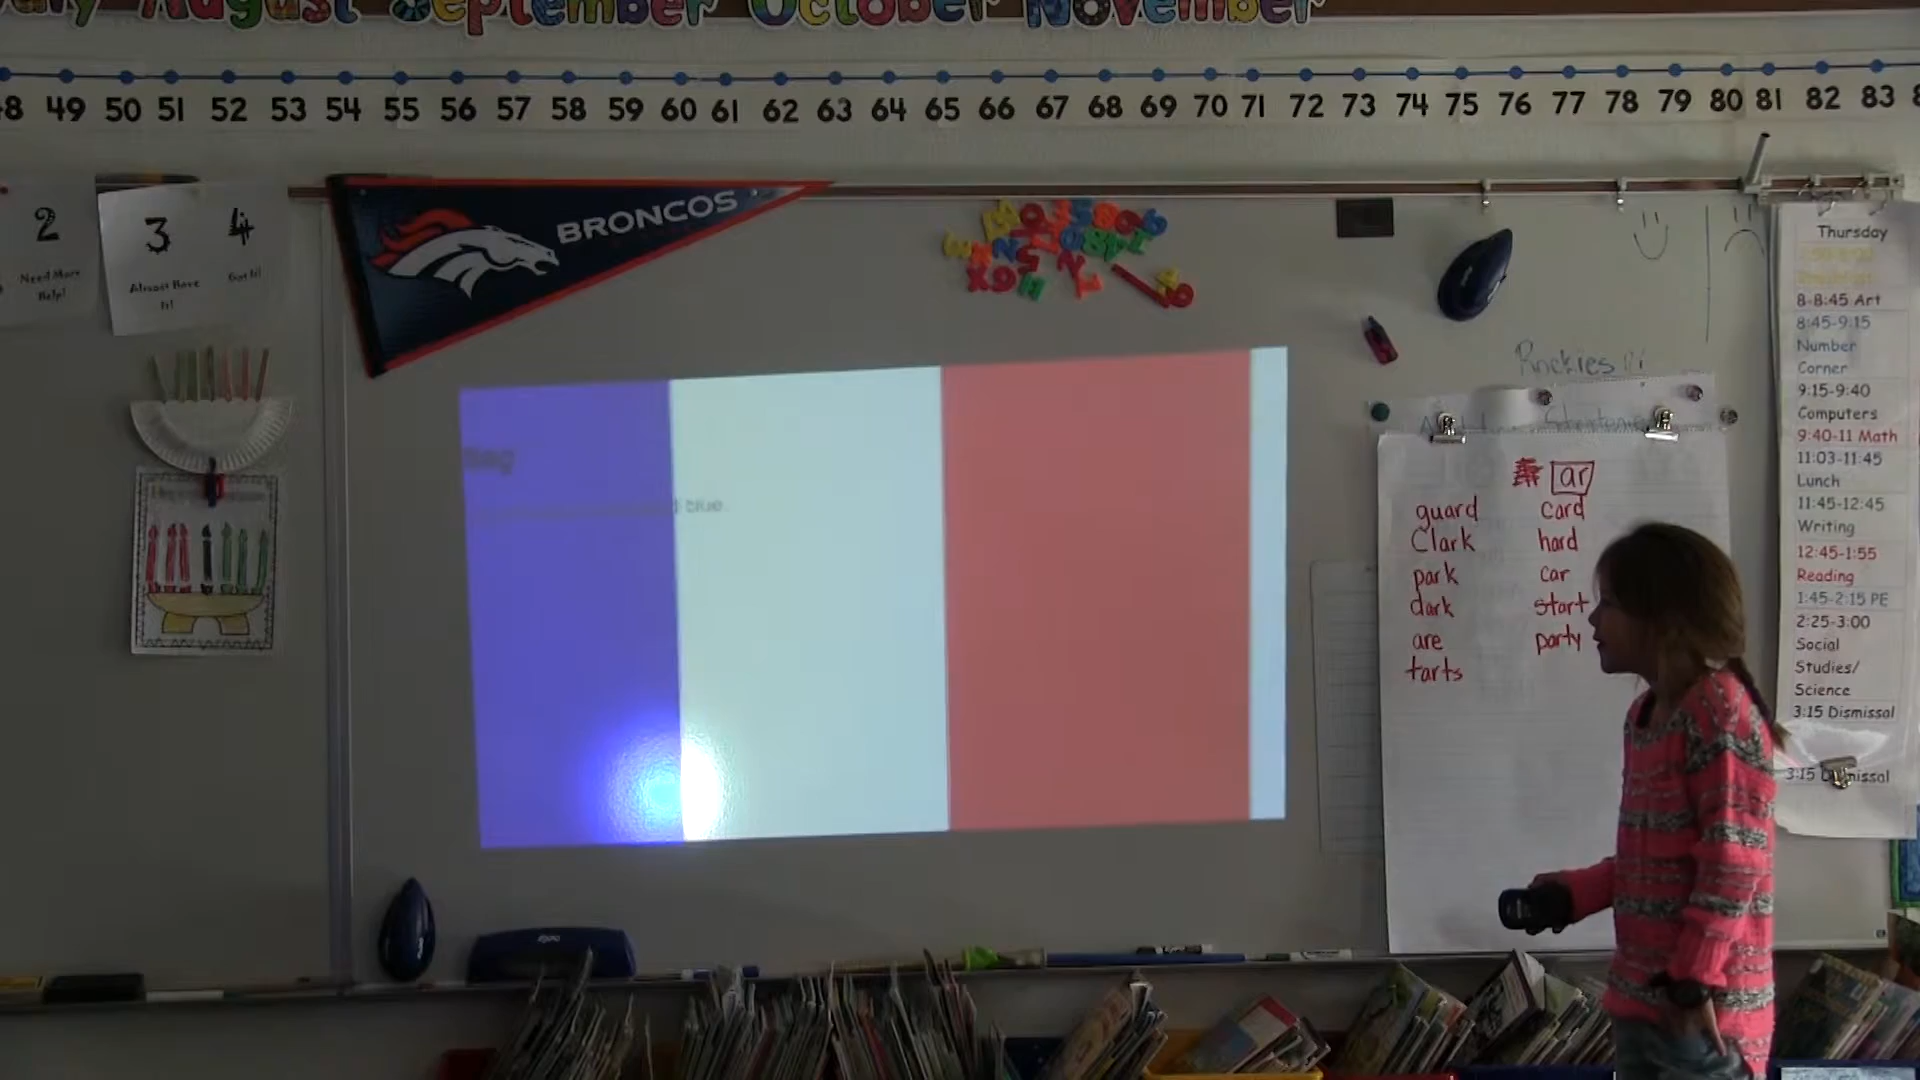 July August September October November
49 50 51 52 53 54 55 56 57 58 59 60 61 62 63 64 65 66 67 68 69 70 71 72 73 74 75 76 77 78 79 80 81 82 83
2
Need More
Help!
3
Almost Have
It!
4
Got It!
BRONCOS
blue.
Rockies
ar
guard
Clark
park
dark
are
tarts
card
hard
car
start
party
Thursday
8-8:45 Art
8:45-9:15
Number
Corner
9:15-9:40
Computers
9:40-11 Math
11:03-11:45
Lunch
11:45-12:45
Writing
12:45-1:55
Reading
1:45-2:15 PE
2:25-3:00
Social
Studies/
Science
3:15 Dismissal
3:15 Dismissal
EXPO